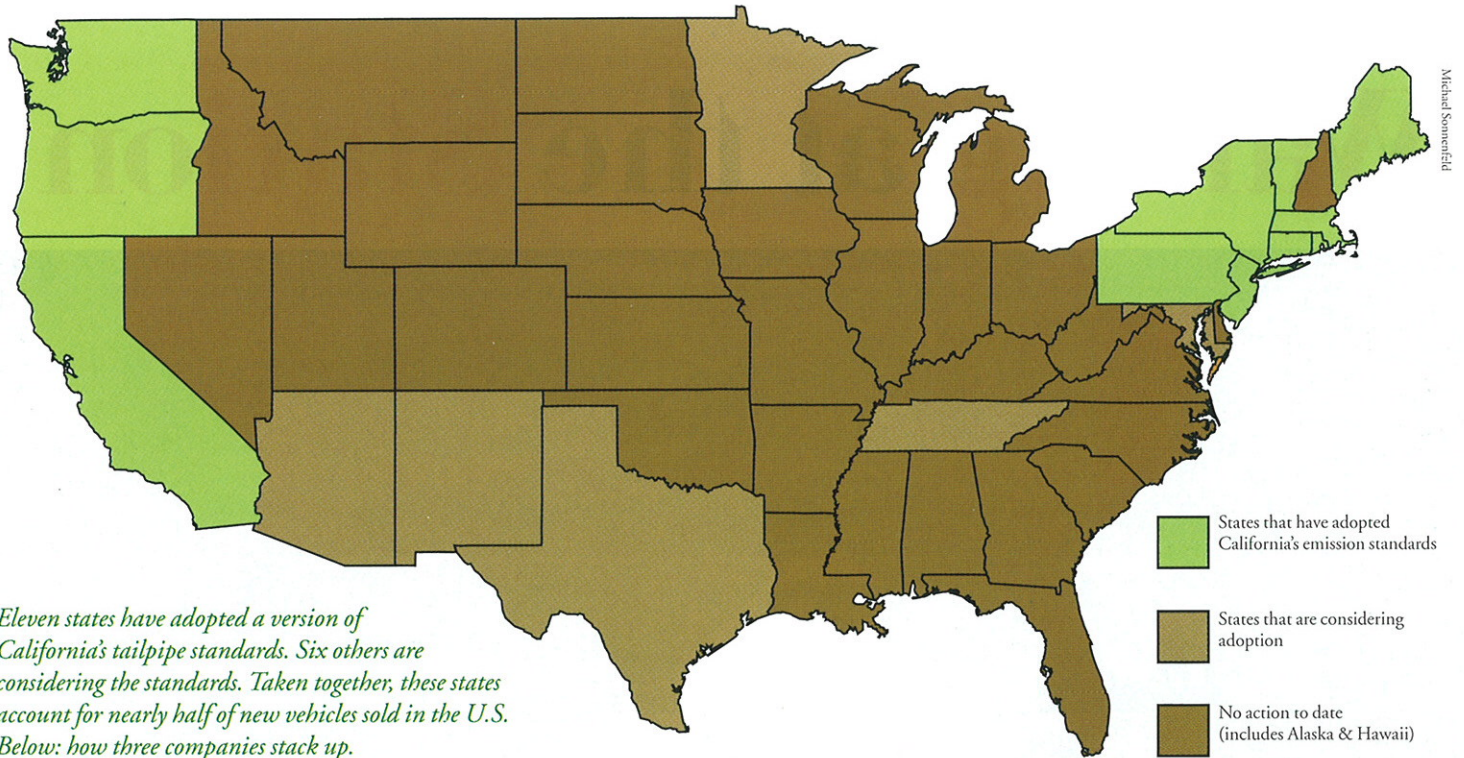 Michael Sonnenfeld
States that have adopted
California's emission standards
States that are considering
adoption
No action to date
(includes Alaska & Hawaii)
Eleven states have adopted a version of
California's tailpipe standards. Six others are
considering the standards. Taken together, these states
account for nearly half of new vehicles sold in the U.S.
Below: how three companies stack up.